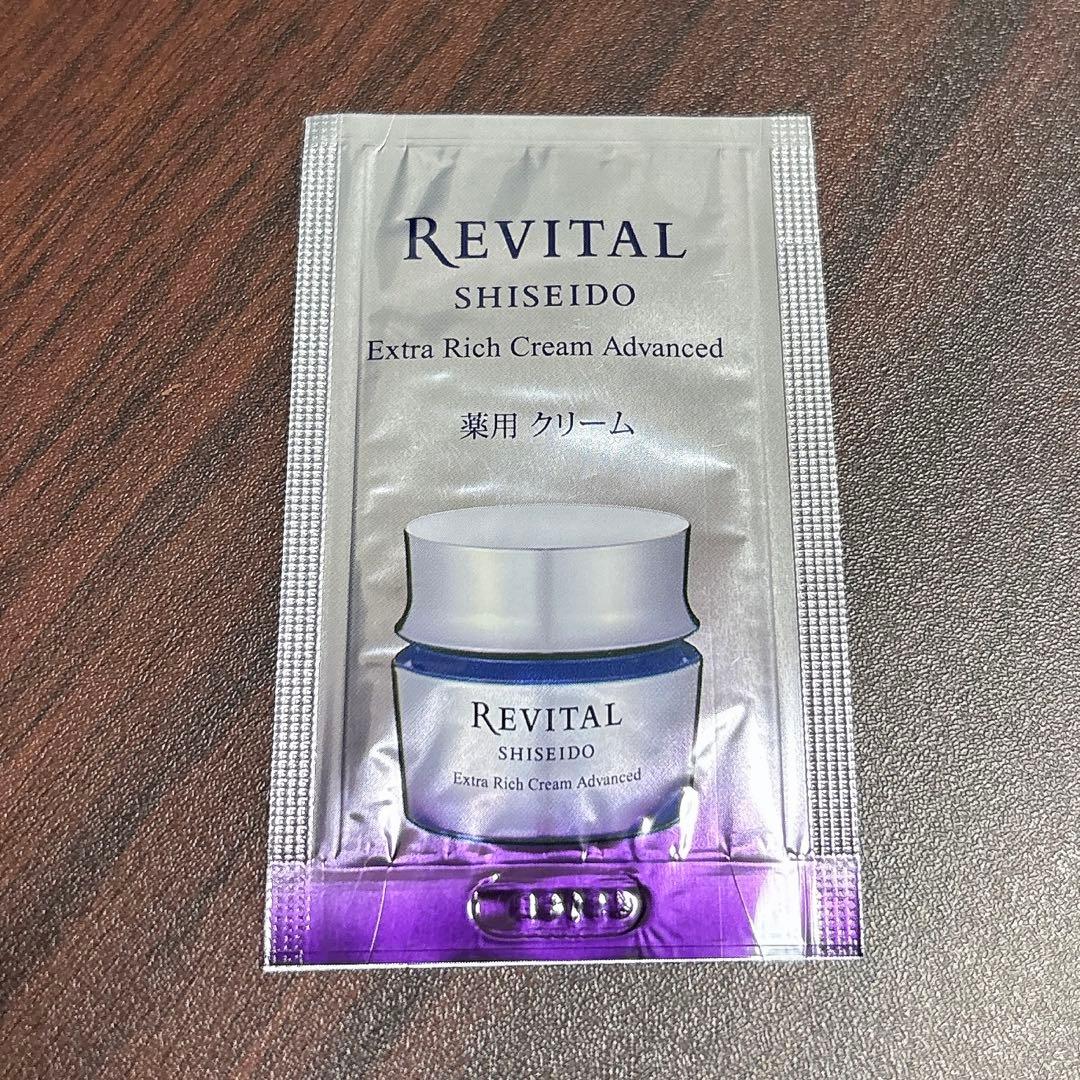 REVITAL
SHISEIDO
Extra Rich Cream Advanced
薬用 クリーム
REVITAL
SHISEIDO
Extra Rich Cream Advanced